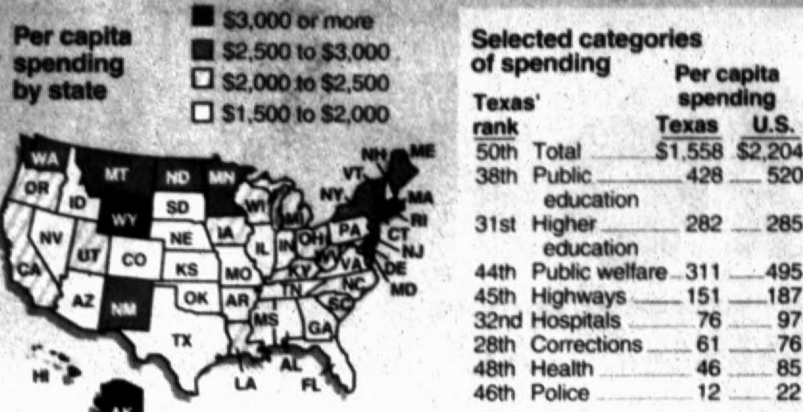 Per capita
spending
by state
$3,000 or more
$2,500 to $3,000
$2,000 to $2,500
$1,500 to $2,000
WA
MT
ND
MN
OR
ID
WY
SD
WI
MI
NH
ME
VT
NY
MA
RI
CT
NJ
DE
MD
NV
UT
CO
NE
IA
IL
IN
OH
PA
WV
VA
CA
KS
MO
KY
NC
TN
SC
AZ
NM
OK
AR
MS
GA
TX
LA
AL
FL
HI
AK
Selected categories
of spending
Per capita
spending
Texas'
rank
Texas U.S.
50th Total $1,558 $2,204
38th Public 428 520
education
31st Higher 282 285
education
44th Public welfare 311 495
45th Highways 151 187
32nd Hospitals 76 97
28th Corrections 61 76
48th Health 46 85
46th Police 12 22